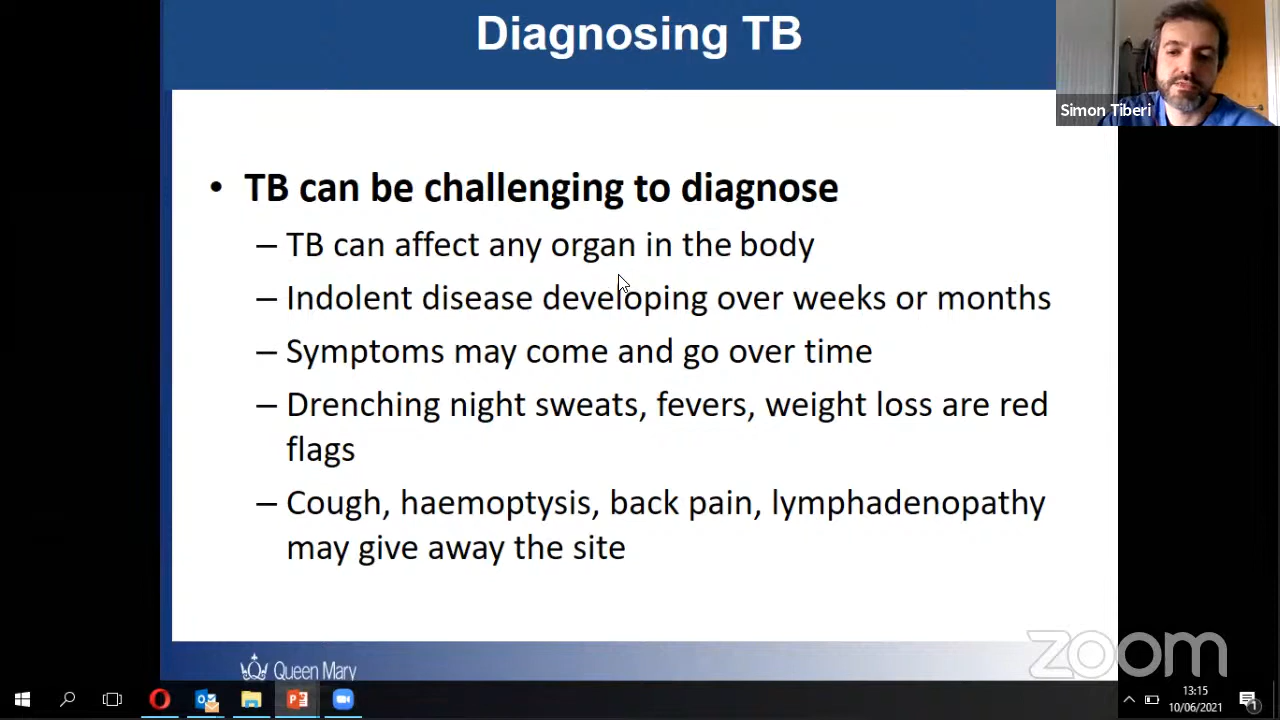 Diagnosing TB
Simon Tiberi
• TB can be challenging to diagnose
– TB can affect any organ in the body
– Indolent disease developing over weeks or months
– Symptoms may come and go over time
– Drenching night sweats, fevers, weight loss are red
flags
– Cough, haemoptysis, back pain, lymphadenopathy
may give away the site
Queen Mary
zoom
13:15
10/06/2021
1